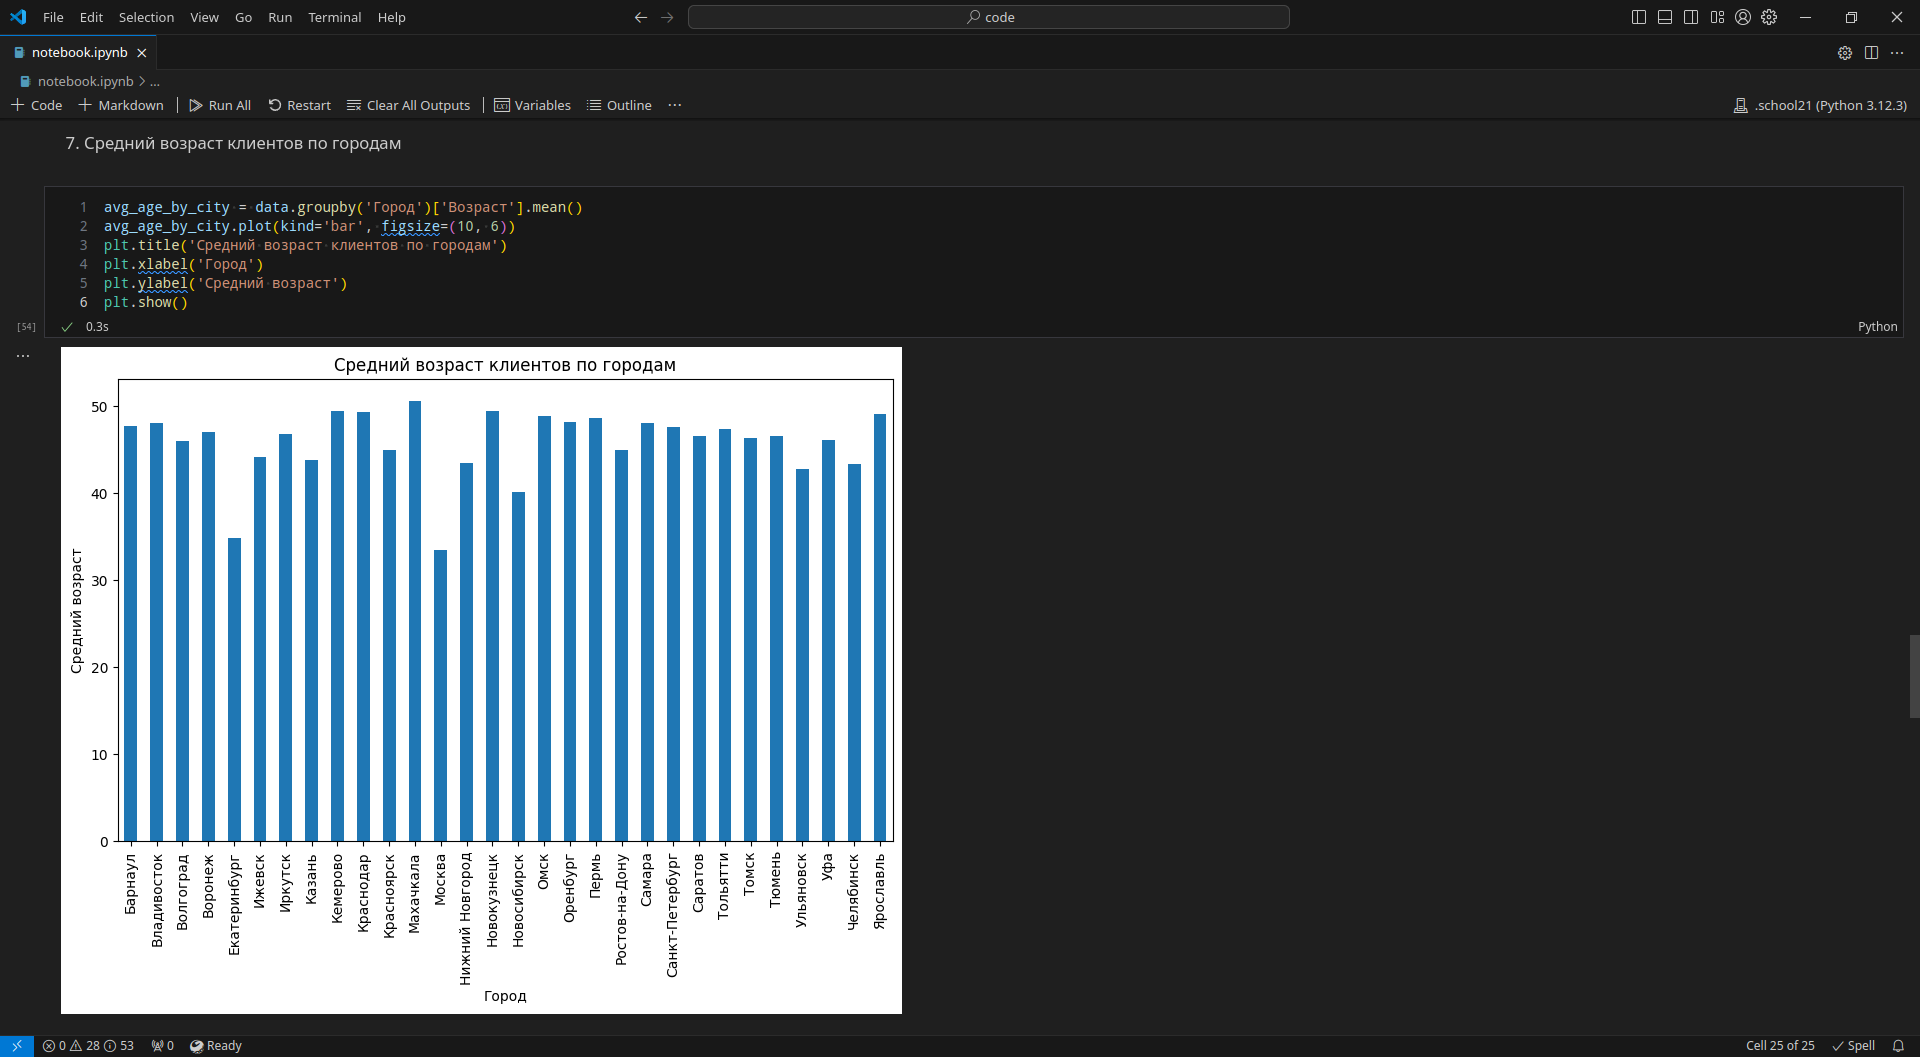 File Edit Selection View Go Run Terminal Help
code
notebook.ipynb
notebook.ipynb > ...
Code Markdown Run All Restart Clear All Outputs Variables Outline ...
.school21 (Python 3.12.3)
7. Средний возраст клиентов по городам
1 avg_age_by_city = data.groupby('Город')['Возраст'].mean()
2 avg_age_by_city.plot(kind='bar', figsize=(10, 6))
3 plt.title('Средний возраст клиентов по городам')
4 plt.xlabel('Город')
5 plt.ylabel('Средний возраст')
6 plt.show()
[54]
0.3s
Python
...
Средний возраст клиентов по городам
50
40
30
20
10
0
Средний возраст
Барнаул
Владивосток
Волгоград
Воронеж
Екатеринбург
Ижевск
Иркутск
Казань
Кемерово
Краснодар
Красноярск
Махачкала
Москва
Нижний Новгород
Новокузнецк
Новосибирск
Омск
Оренбург
Пермь
Ростов-на-Дону
Самара
Санкт-Петербург
Саратов
Тольятти
Томск
Тюмень
Ульяновск
Уфа
Челябинск
Ярославль
Город
0 28 53 0 Ready
Cell 25 of 25 Spell